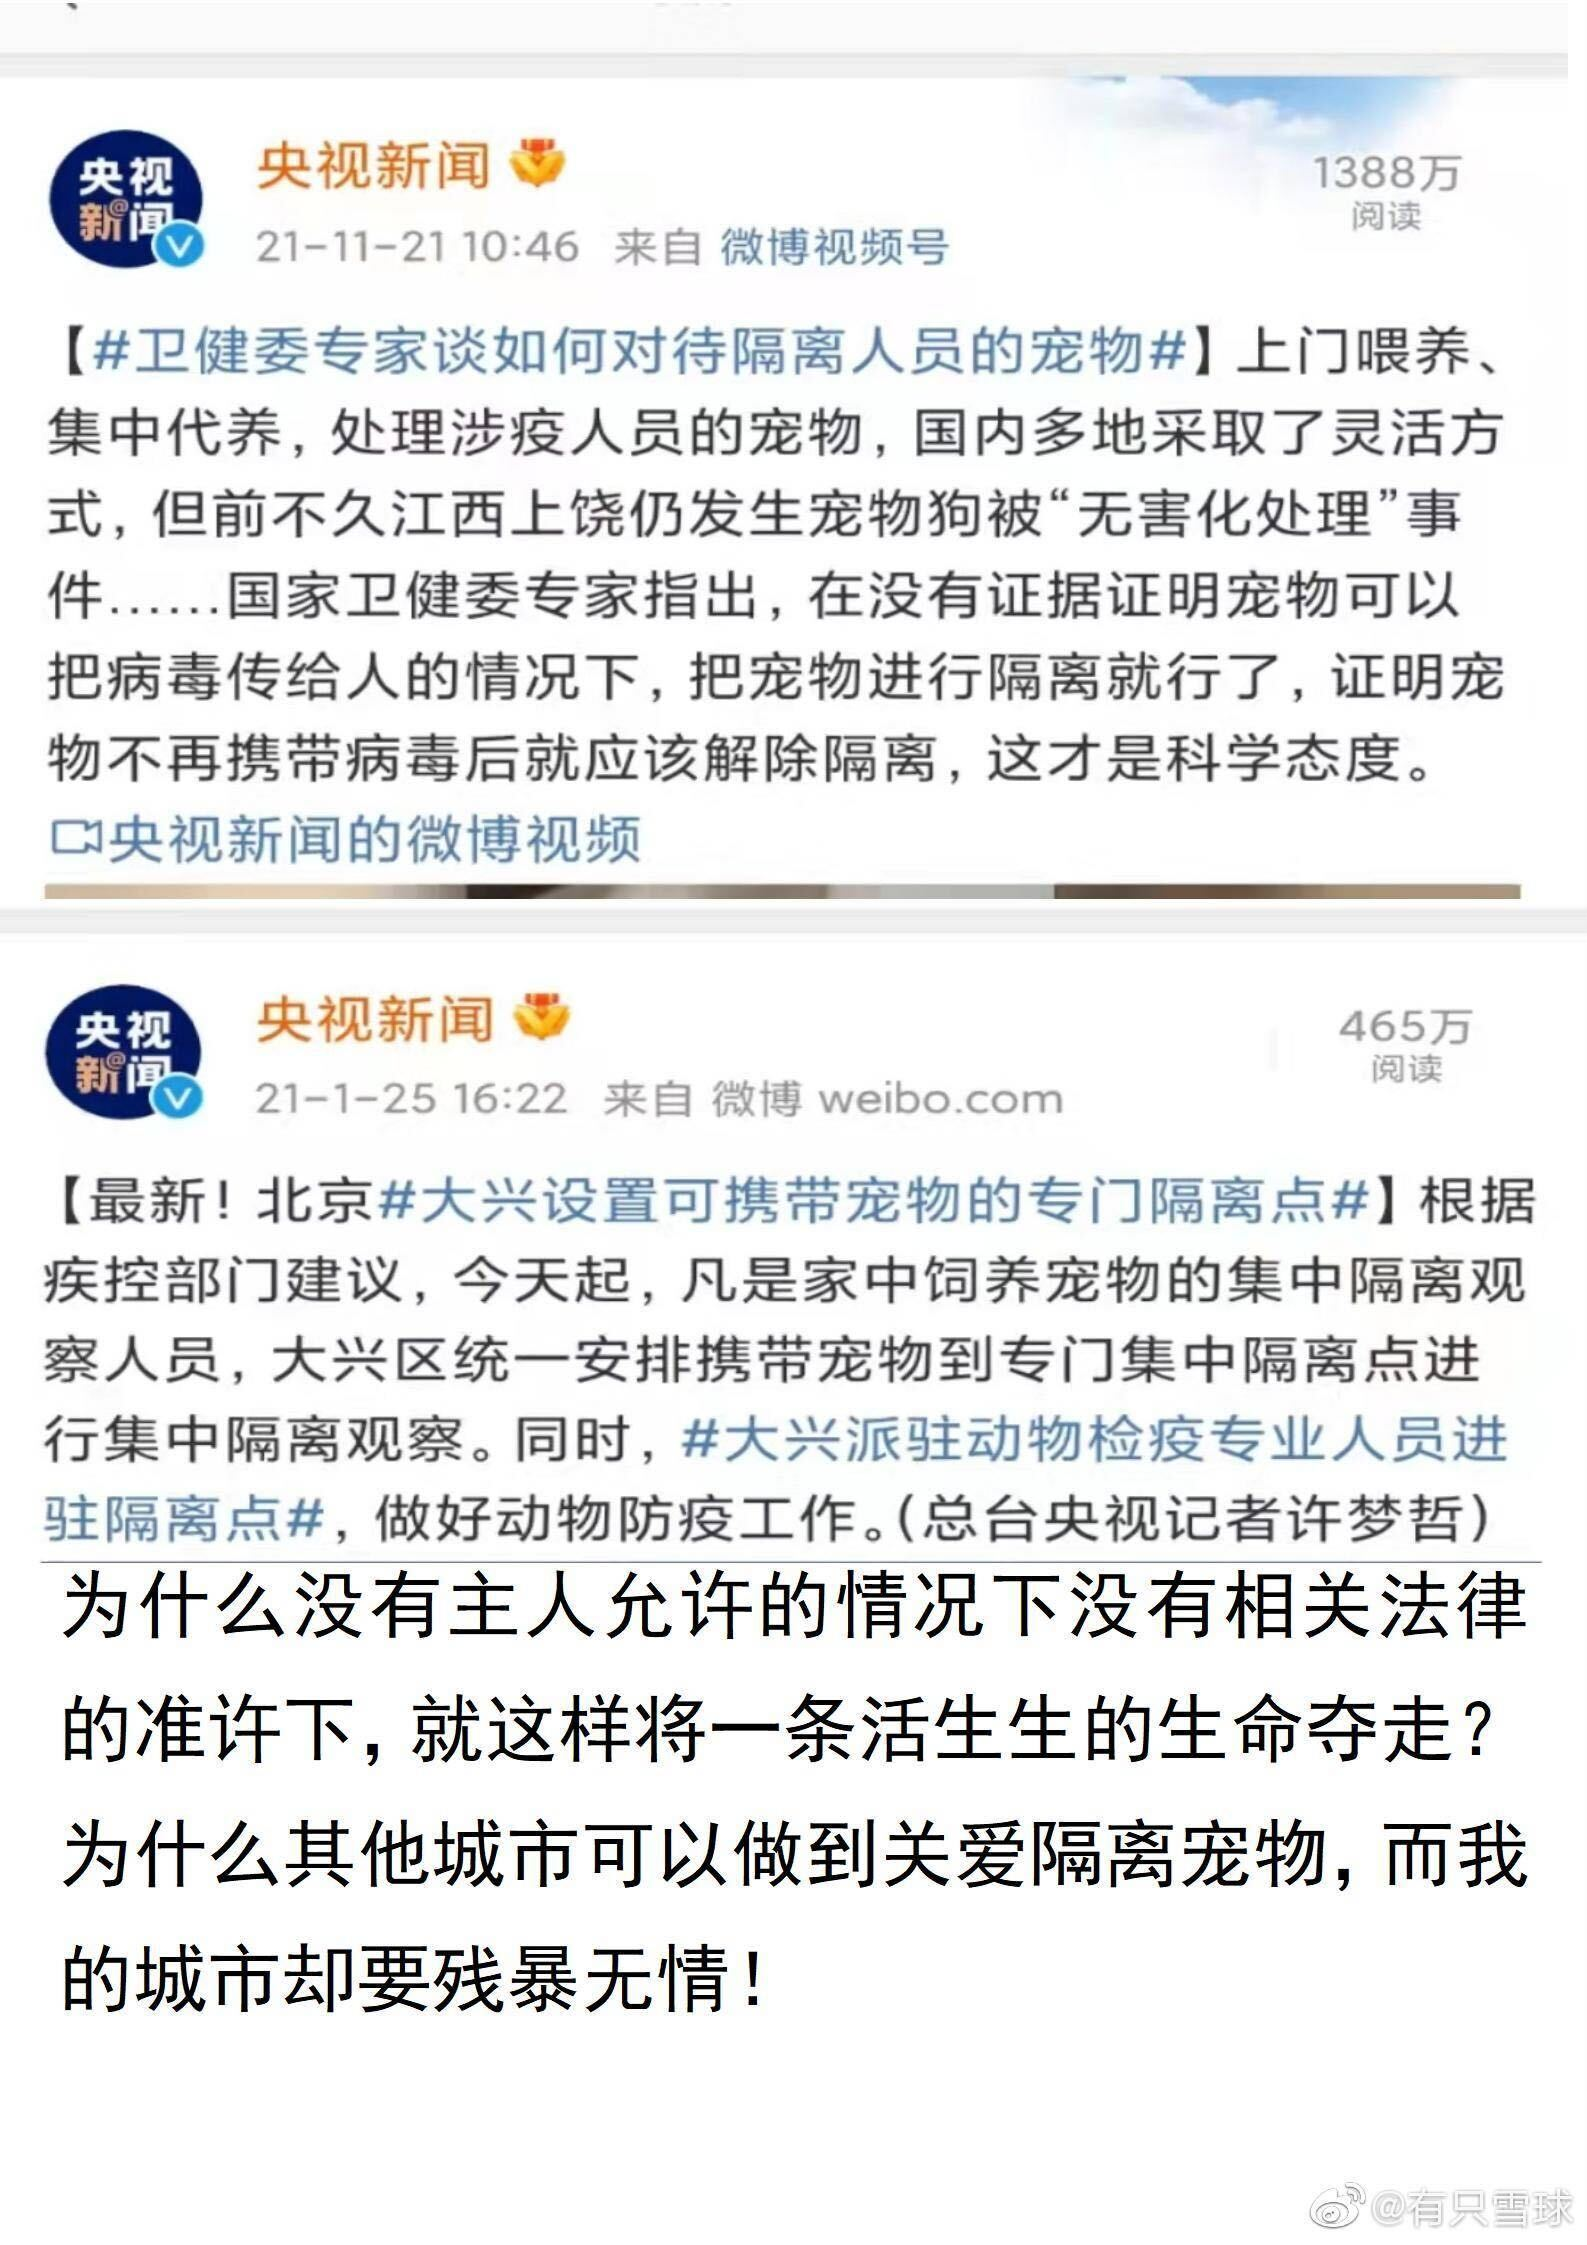 央视
新@闻
央视新闻
1388万
阅读
21-11-21 10:46 来自 微博视频号
【#卫健委专家谈如何对待隔离人员的宠物#】上门喂养、
集中代养，处理涉疫人员的宠物，国内多地采取了灵活方
式，但前不久江西上饶仍发生宠物狗被“无害化处理”事
件……国家卫健委专家指出，在没有证据证明宠物可以
把病毒传给人的情况下，把宠物进行隔离就行了，证明宠
物不再携带病毒后就应该解除隔离，这才是科学态度。
央视新闻的微博视频
央视
新@闻
央视新闻
465万
阅读
21-1-25 16:22 来自 微博 weibo.com
【最新！北京#大兴设置可携带宠物的专门隔离点#】根据
疾控部门建议，今天起，凡是家中饲养宠物的集中隔离观
察人员，大兴区统一安排携带宠物到专门集中隔离点进
行集中隔离观察。同时，#大兴派驻动物检疫专业人员进
驻隔离点#，做好动物防疫工作。（总台央视记者许梦哲）
为什么没有主人允许的情况下没有相关法律
的准许下，就这样将一条活生生的生命夺走？
为什么其他城市可以做到关爱隔离宠物，而我
的城市却要残暴无情！
@有只雪球